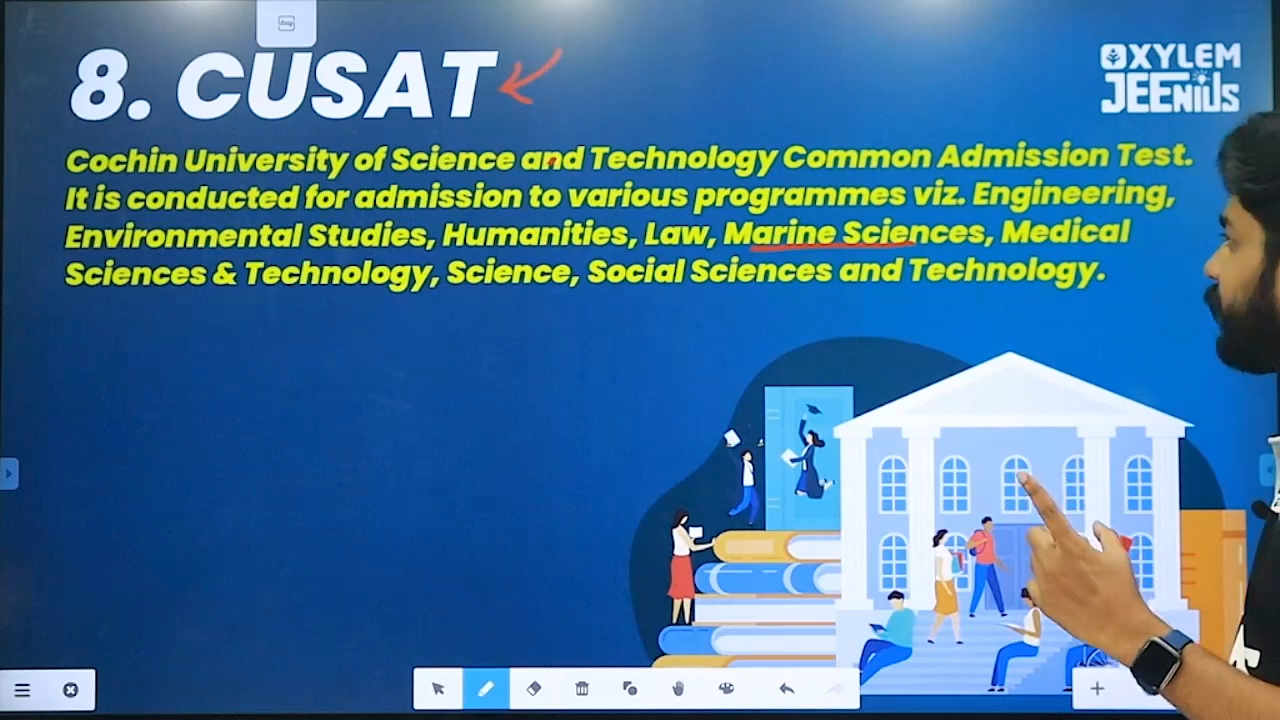 8. CUSAT
XYLEM
JEENIUS
Cochin University of Science and Technology Common Admission Test.
It is conducted for admission to various programmes viz. Engineering,
Environmental Studies, Humanities, Law, Marine Sciences, Medical
Sciences & Technology, Science, Social Sciences and Technology.